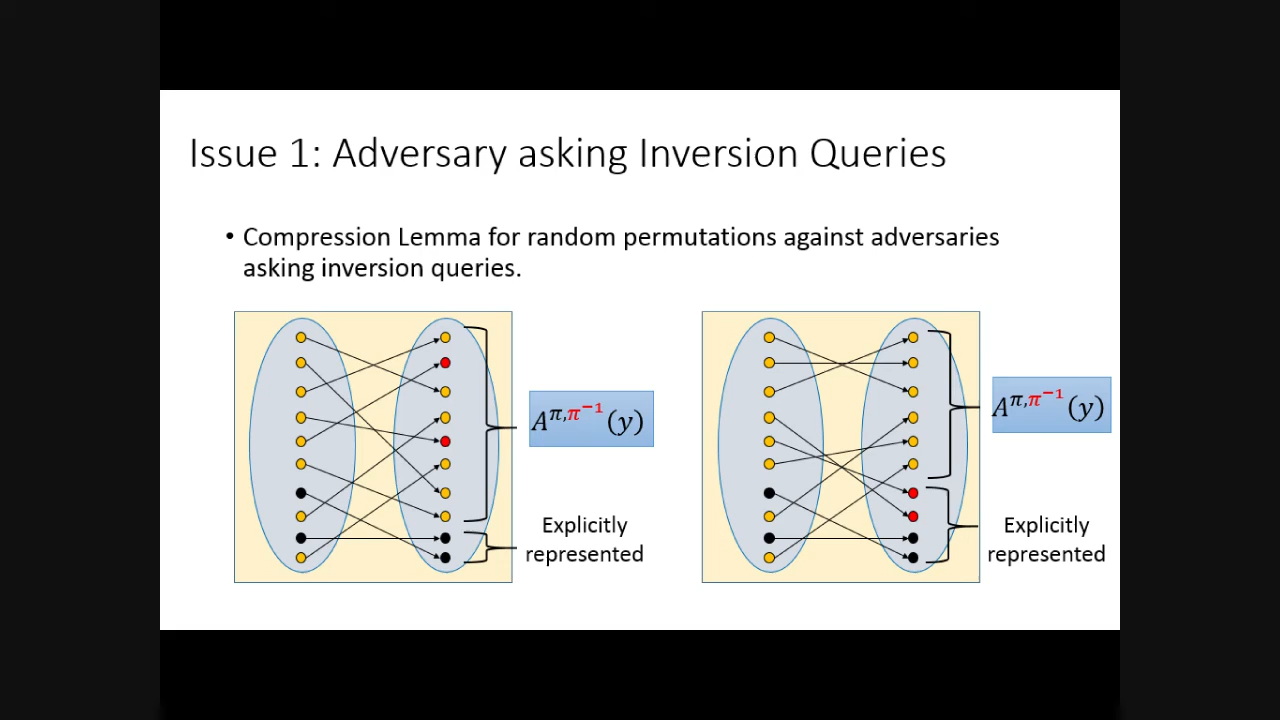 Issue 1: Adversary asking Inversion Queries
• Compression Lemma for random permutations against adversaries
asking inversion queries.
A^{π,π^{−1}}(y)
Explicitly
represented
A^{π,π^{−1}}(y)
Explicitly
represented